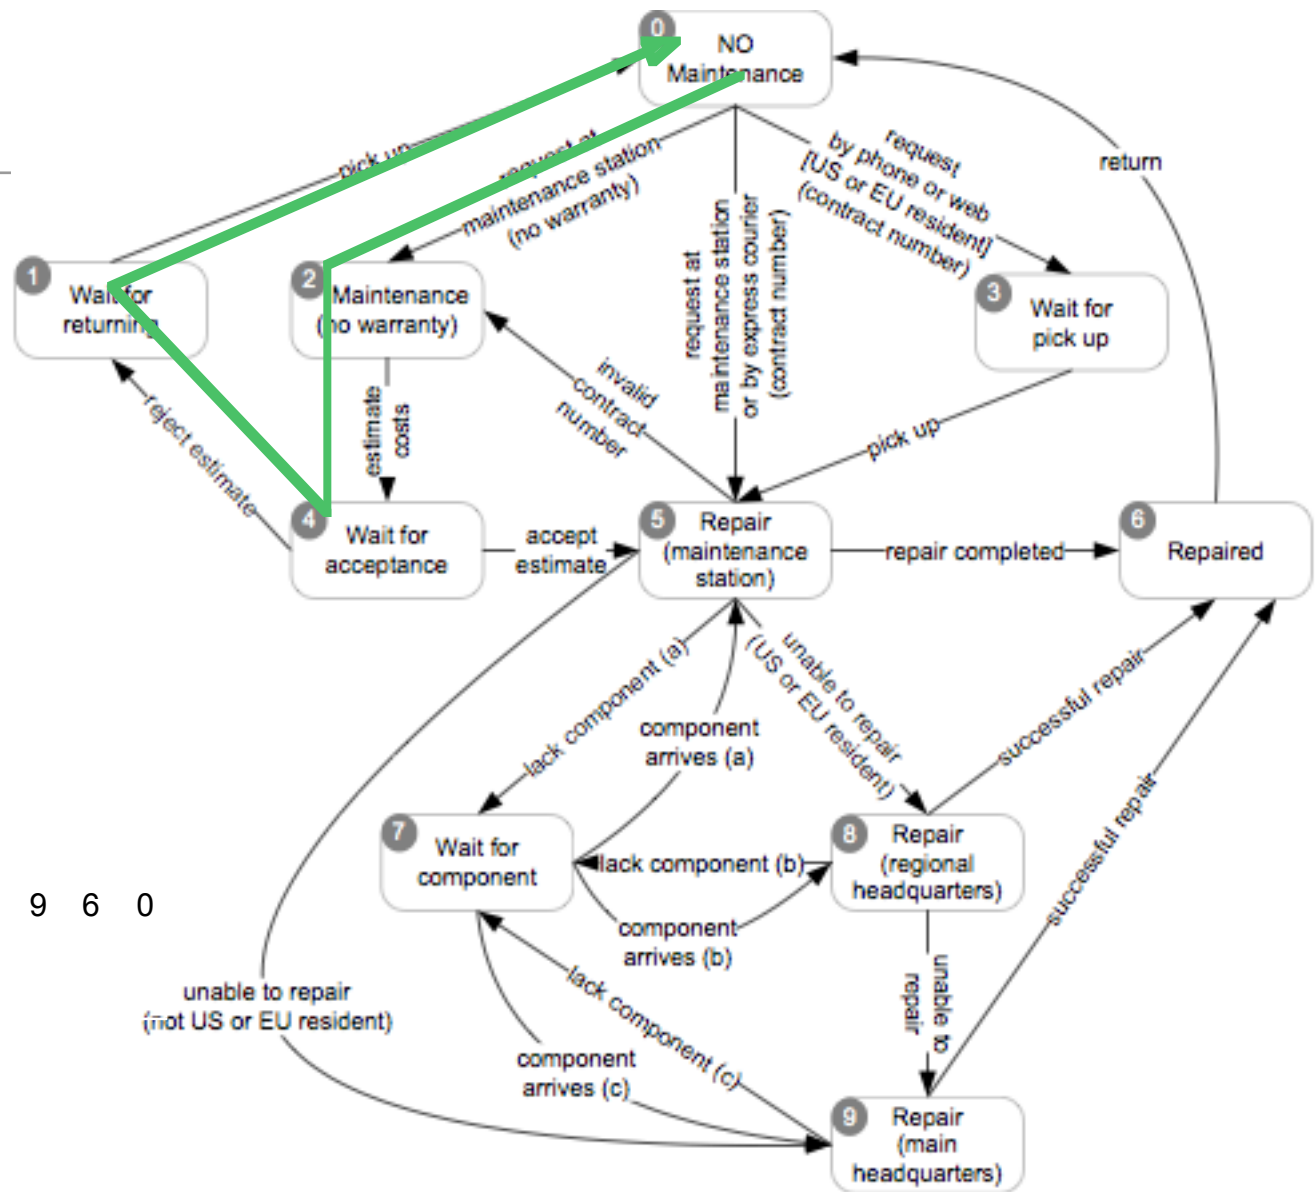 0
NO
Maintenance
pick up
request at
maintenance station
(no warranty)
request
by phone or web
[US or EU resident]
(contract number)
return
request at
maintenance station
or by express courier
(contract number)
1
Wait for
returning
2
Maintenance
(no warranty)
3
Wait for
pick up
invalid
contract
number
estimate
costs
reject estimate
pick up
4
Wait for
acceptance
accept
estimate
5
Repair
(maintenance
station)
repair completed
6
Repaired
lack component (a)
component
arrives (a)
unable to repair
(US or EU resident)
successful repair
successful repair
7
Wait for
component
lack component (b)
8
Repair
(regional
headquarters)
9 6 0
component
arrives (b)
unable to repair
(not US or EU resident)
lack component (c)
unable to
repair
component
arrives (c)
9
Repair
(main
headquarters)